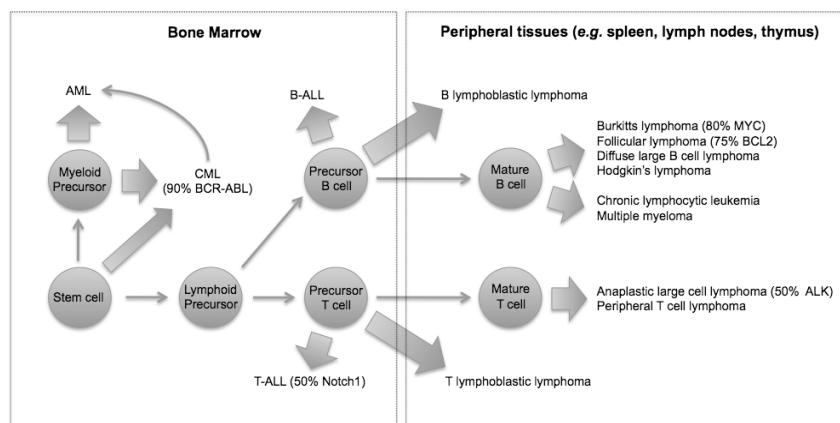 Bone Marrow
Peripheral tissues (e.g. spleen, lymph nodes, thymus)
AML
B-ALL
B lymphoblastic lymphoma
Myeloid
Precursor
CML
(90% BCR-ABL)
Precursor
B cell
Mature
B cell
Burkitts lymphoma (80% MYC)
Follicular lymphoma (75% BCL2)
Diffuse large B cell lymphoma
Hodgkin's lymphoma
Chronic lymphocytic leukemia
Multiple myeloma
Stem cell
Lymphoid
Precursor
Precursor
T cell
Mature
T cell
Anaplastic large cell lymphoma (50% ALK)
Peripheral T cell lymphoma
T-ALL (50% Notch1)
T lymphoblastic lymphoma